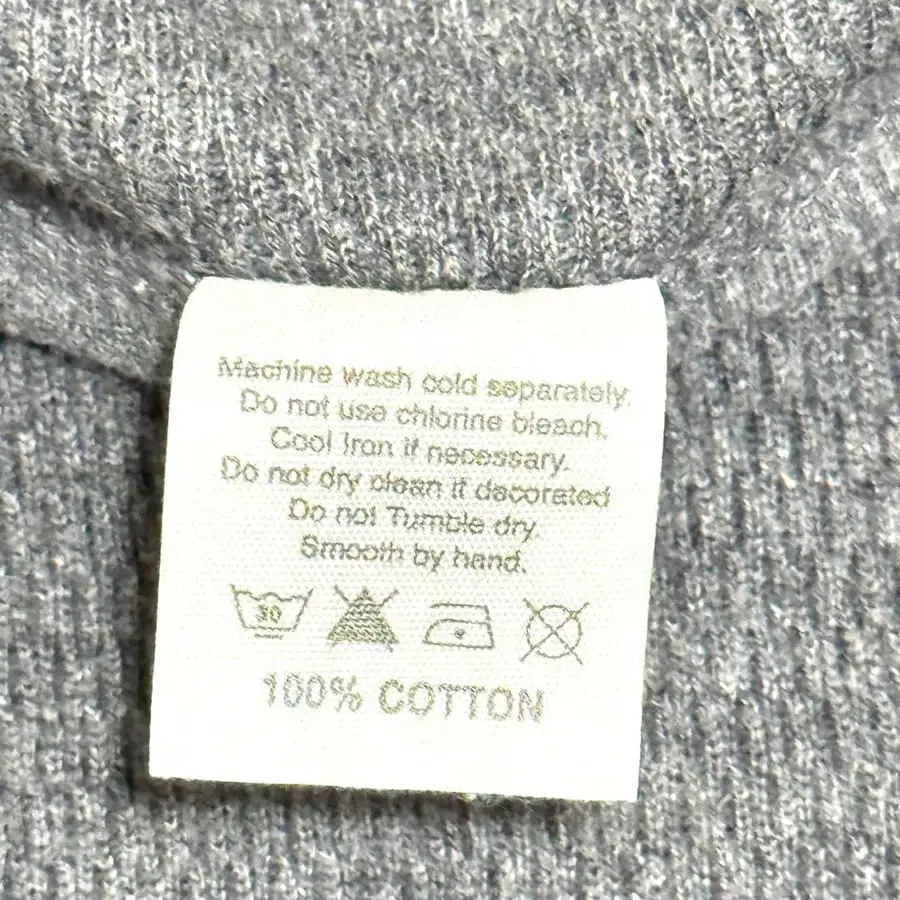 Machine wash cold separately.
Do not use chlorine bleach.
Cool Iron if necessary.
Do not dry clean if decorated
Do not Tumble dry.
Smooth by hand.
30
100% COTTON